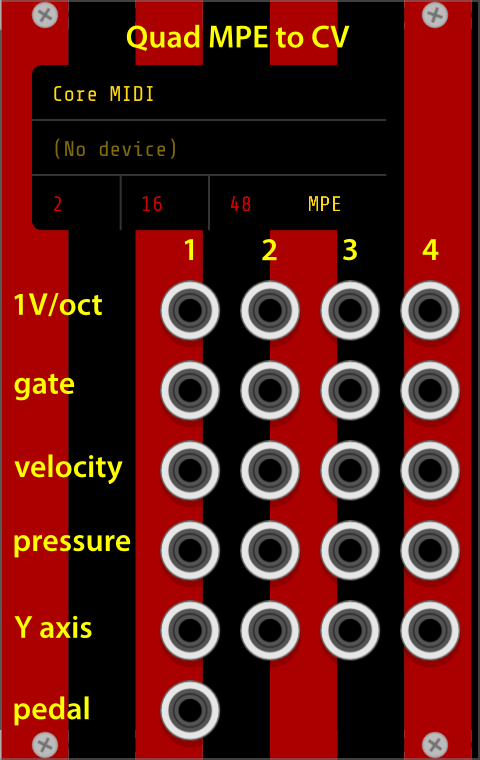 Quad MPE to CV
Core MIDI
(No device)
2 16 48 MPE
1 2 3 4
1V/oct
gate
velocity
pressure
Y axis
pedal